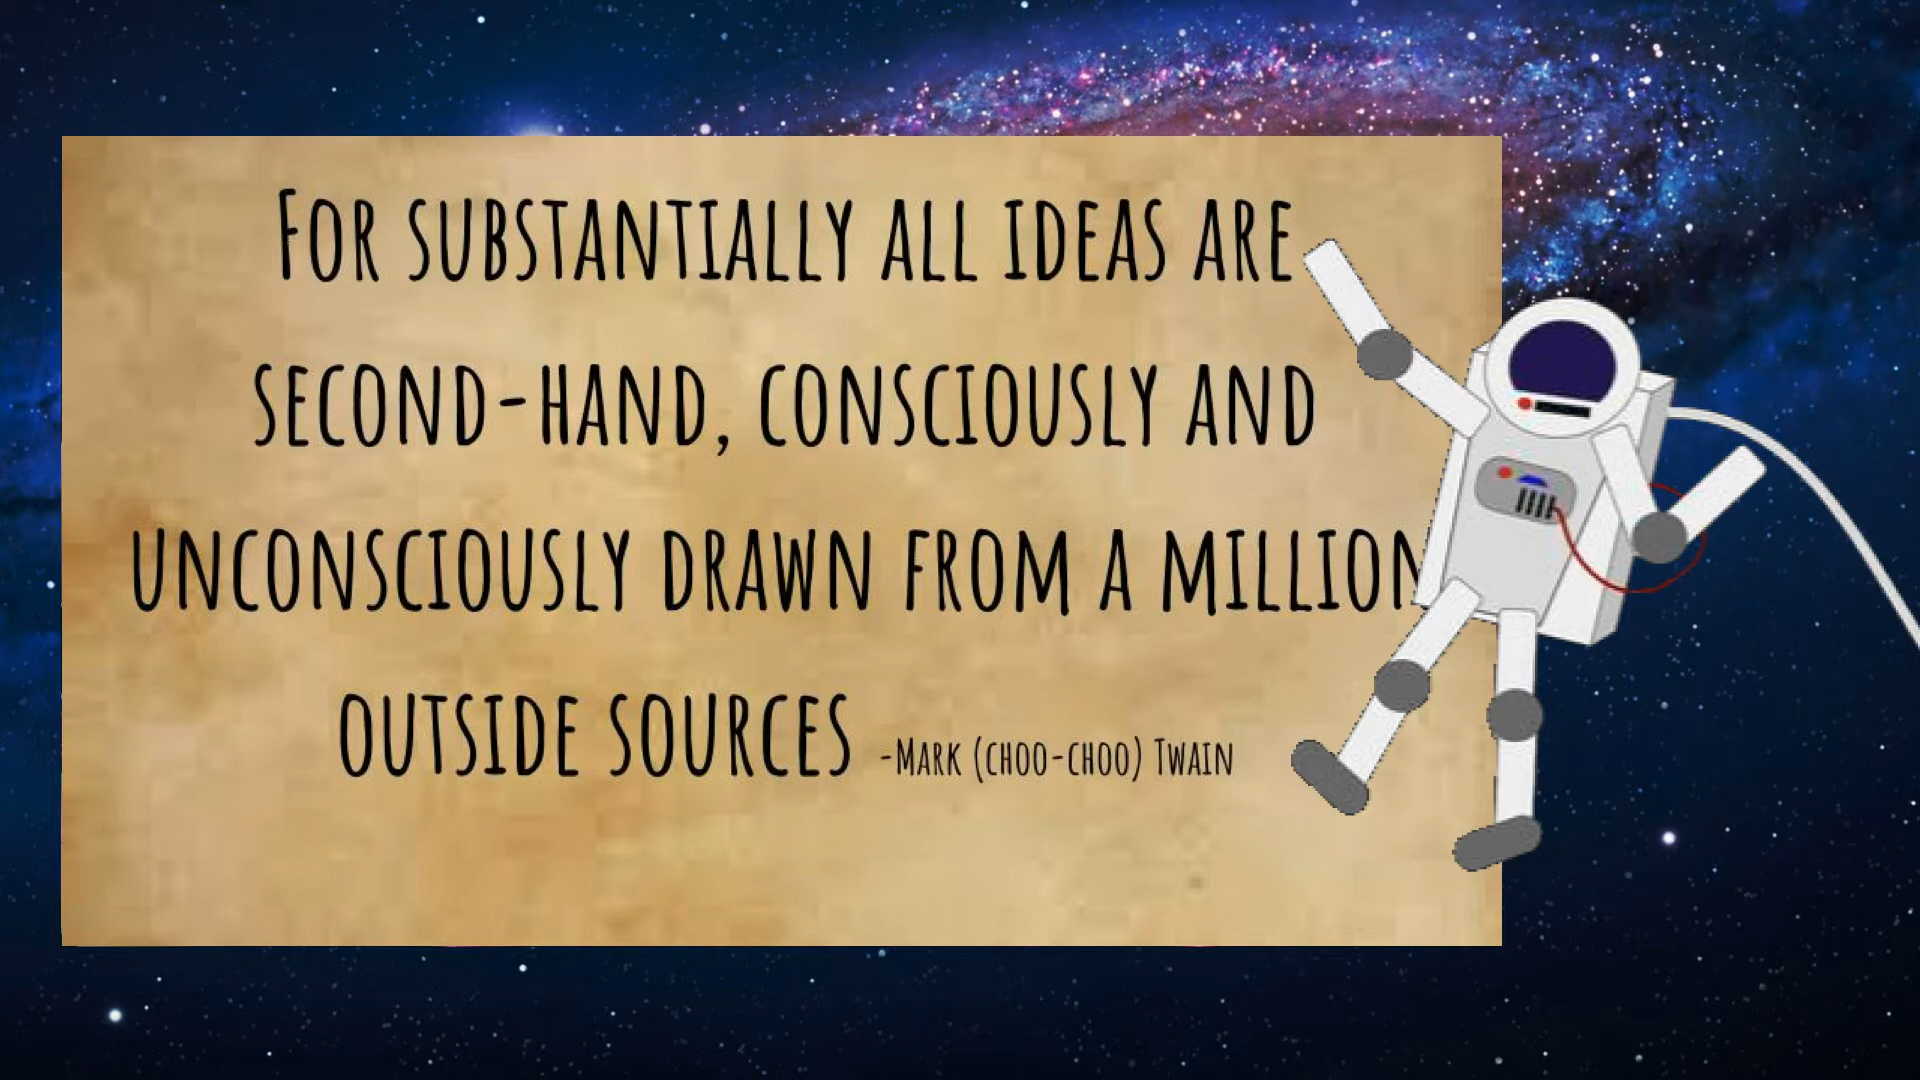 For substantially all ideas are
second-hand, consciously and
unconsciously drawn from a million
outside sources -Mark (choo-choo) Twain